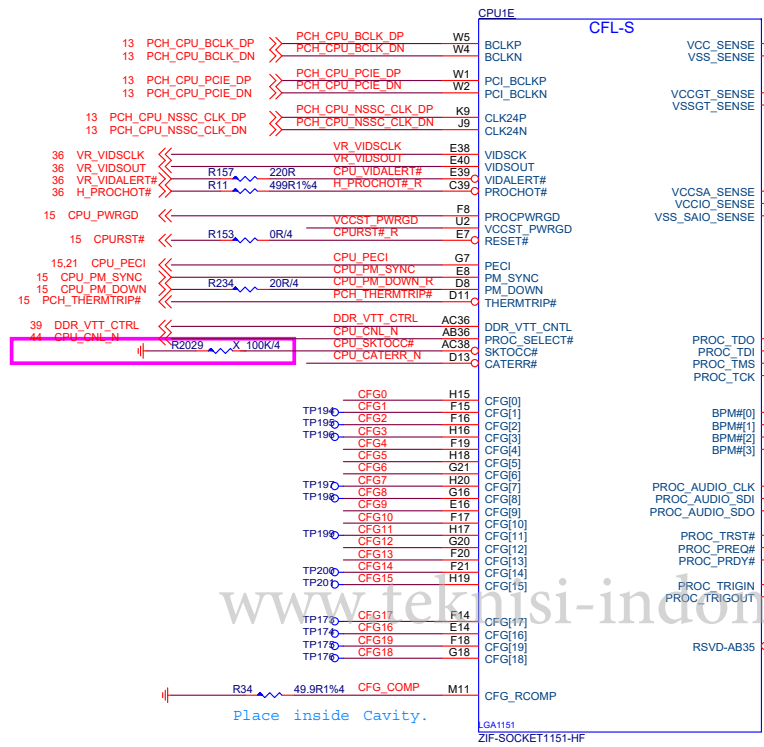 CPU1E
CFL-S
13 PCH_CPU_BCLK_DP PCH_CPU_BCLK_DP W5 BCLKP VCC_SENSE
13 PCH_CPU_BCLK_DN PCH_CPU_BCLK_DN W4 BCLKN VSS_SENSE
13 PCH_CPU_PCIE_DP PCH_CPU_PCIE_DP W1 PCI_BCLKP VCCGT_SENSE
13 PCH_CPU_PCIE_DN PCH_CPU_PCIE_DN W2 PCI_BCLKN VSSGT_SENSE
13 PCH_CPU_NSSC_CLK_DP PCH_CPU_NSSC_CLK_DP K9 CLK24P
13 PCH_CPU_NSSC_CLK_DN PCH_CPU_NSSC_CLK_DN J9 CLK24N
36 VR_VIDSCLK VR_VIDSCLK E38 VIDSCK
36 VR_VIDSOUT VR_VIDSOUT E40 VIDSOUT
36 VR_VIDALERT# R157 220R CPU_VIDALERT# E39 VIDALERT#
36 H_PROCHOT# R11 499R1%4 H_PROCHOT#_R C39 PROCHOT# VCCSA_SENSE
VCCIO_SENSE
15 CPU_PWRGD F8 PROCPWRGD VSS_SAIO_SENSE
VCCST_PWRGD U2 VCCST_PWRGD
15 CPURST# R153 0R/4 CPURST#_R E7 RESET#
15,21 CPU_PECI CPU_PECI G7 PECI
15 CPU_PM_SYNC CPU_PM_SYNC E8 PM_SYNC
15 CPU_PM_DOWN R234 20R/4 CPU_PM_DOWN_R D8 PM_DOWN
15 PCH_THERMTRIP# PCH_THERMTRIP# D11 THERMTRIP#
39 DDR_VTT_CTRL DDR_VTT_CTRL AC36 DDR_VTT_CNTL
44 CPU_CNL_N CPU_CNL_N AB36 PROC_SELECT# PROC_TDO
R2029 X_100K/4 CPU_SKTOCC# AC38 SKTOCC# PROC_TDI
CPU_CATERR_N D13 CATERR# PROC_TMS
PROC_TCK
CFG0 H15 CFG[0]
TP194 CFG1 F15 CFG[1] BPM#[0]
TP195 CFG2 F16 CFG[2] BPM#[1]
TP196 CFG3 H16 CFG[3] BPM#[2]
CFG4 F19 CFG[4] BPM#[3]
CFG5 H18 CFG[5]
CFG6 G21 CFG[6]
TP197 CFG7 H20 CFG[7] PROC_AUDIO_CLK
TP198 CFG8 G16 CFG[8] PROC_AUDIO_SDI
CFG9 E16 CFG[9] PROC_AUDIO_SDO
CFG10 F17 CFG[10]
TP199 CFG11 H17 CFG[11] PROC_TRST#
CFG12 G20 CFG[12] PROC_PREQ#
CFG13 F20 CFG[13] PROC_PRDY#
TP200 CFG14 F21 CFG[14]
TP201 CFG15 H19 CFG[15] PROC_TRIGIN
PROC_TRIGOUT
www.teknisi-indon
TP173 CFG17 F14 CFG[17]
TP174 CFG16 E14 CFG[16]
TP175 CFG19 F18 CFG[19] RSVD-AB35
TP176 CFG18 G18 CFG[18]
R34 49.9R1%4 CFG_COMP M11 CFG_RCOMP
Place inside Cavity.
LGA1151
ZIF-SOCKET1151-HF